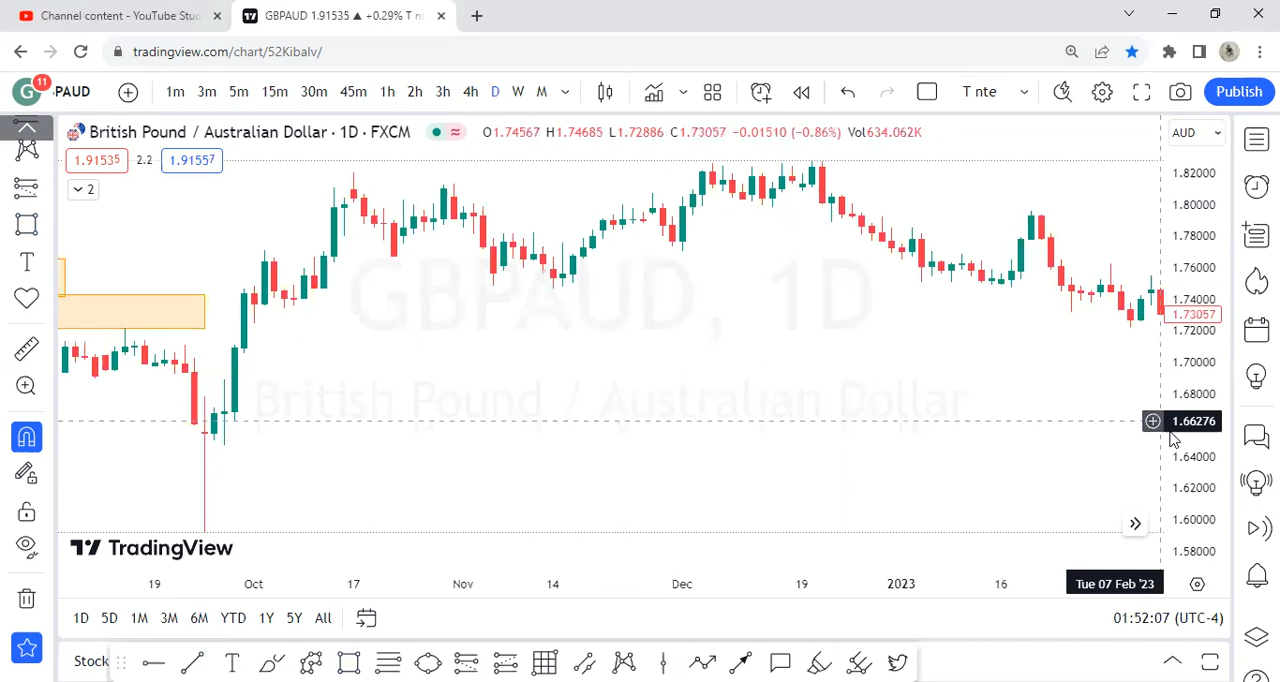 Channel content - YouTube Stud
GBPAUD 1.91535 ▲ +0.29% T n
tradingview.com/chart/52Kibalv/
G
11
PAUD
1m 3m 5m 15m 30m 45m 1h 2h 3h 4h D W M
T nte
Publish
British Pound / Australian Dollar · 1D · FXCM
O1.74567 H1.74685 L1.72886 C1.73057 −0.01510 (−0.86%) Vol634.062K
AUD
1.91535 2.2 1.91557
2
1.82000
1.80000
1.78000
1.76000
1.74000
1.73057
1.72000
1.70000
1.68000
1.66276
1.64000
1.62000
1.60000
1.58000
GBPAUD, 1D
British Pound / Australian Dollar
TradingView
19 Oct 17 Nov 14 Dec 19 2023 16 Tue 07 Feb '23
1D 5D 1M 3M 6M YTD 1Y 5Y All
01:52:07 (UTC-4)
Stock